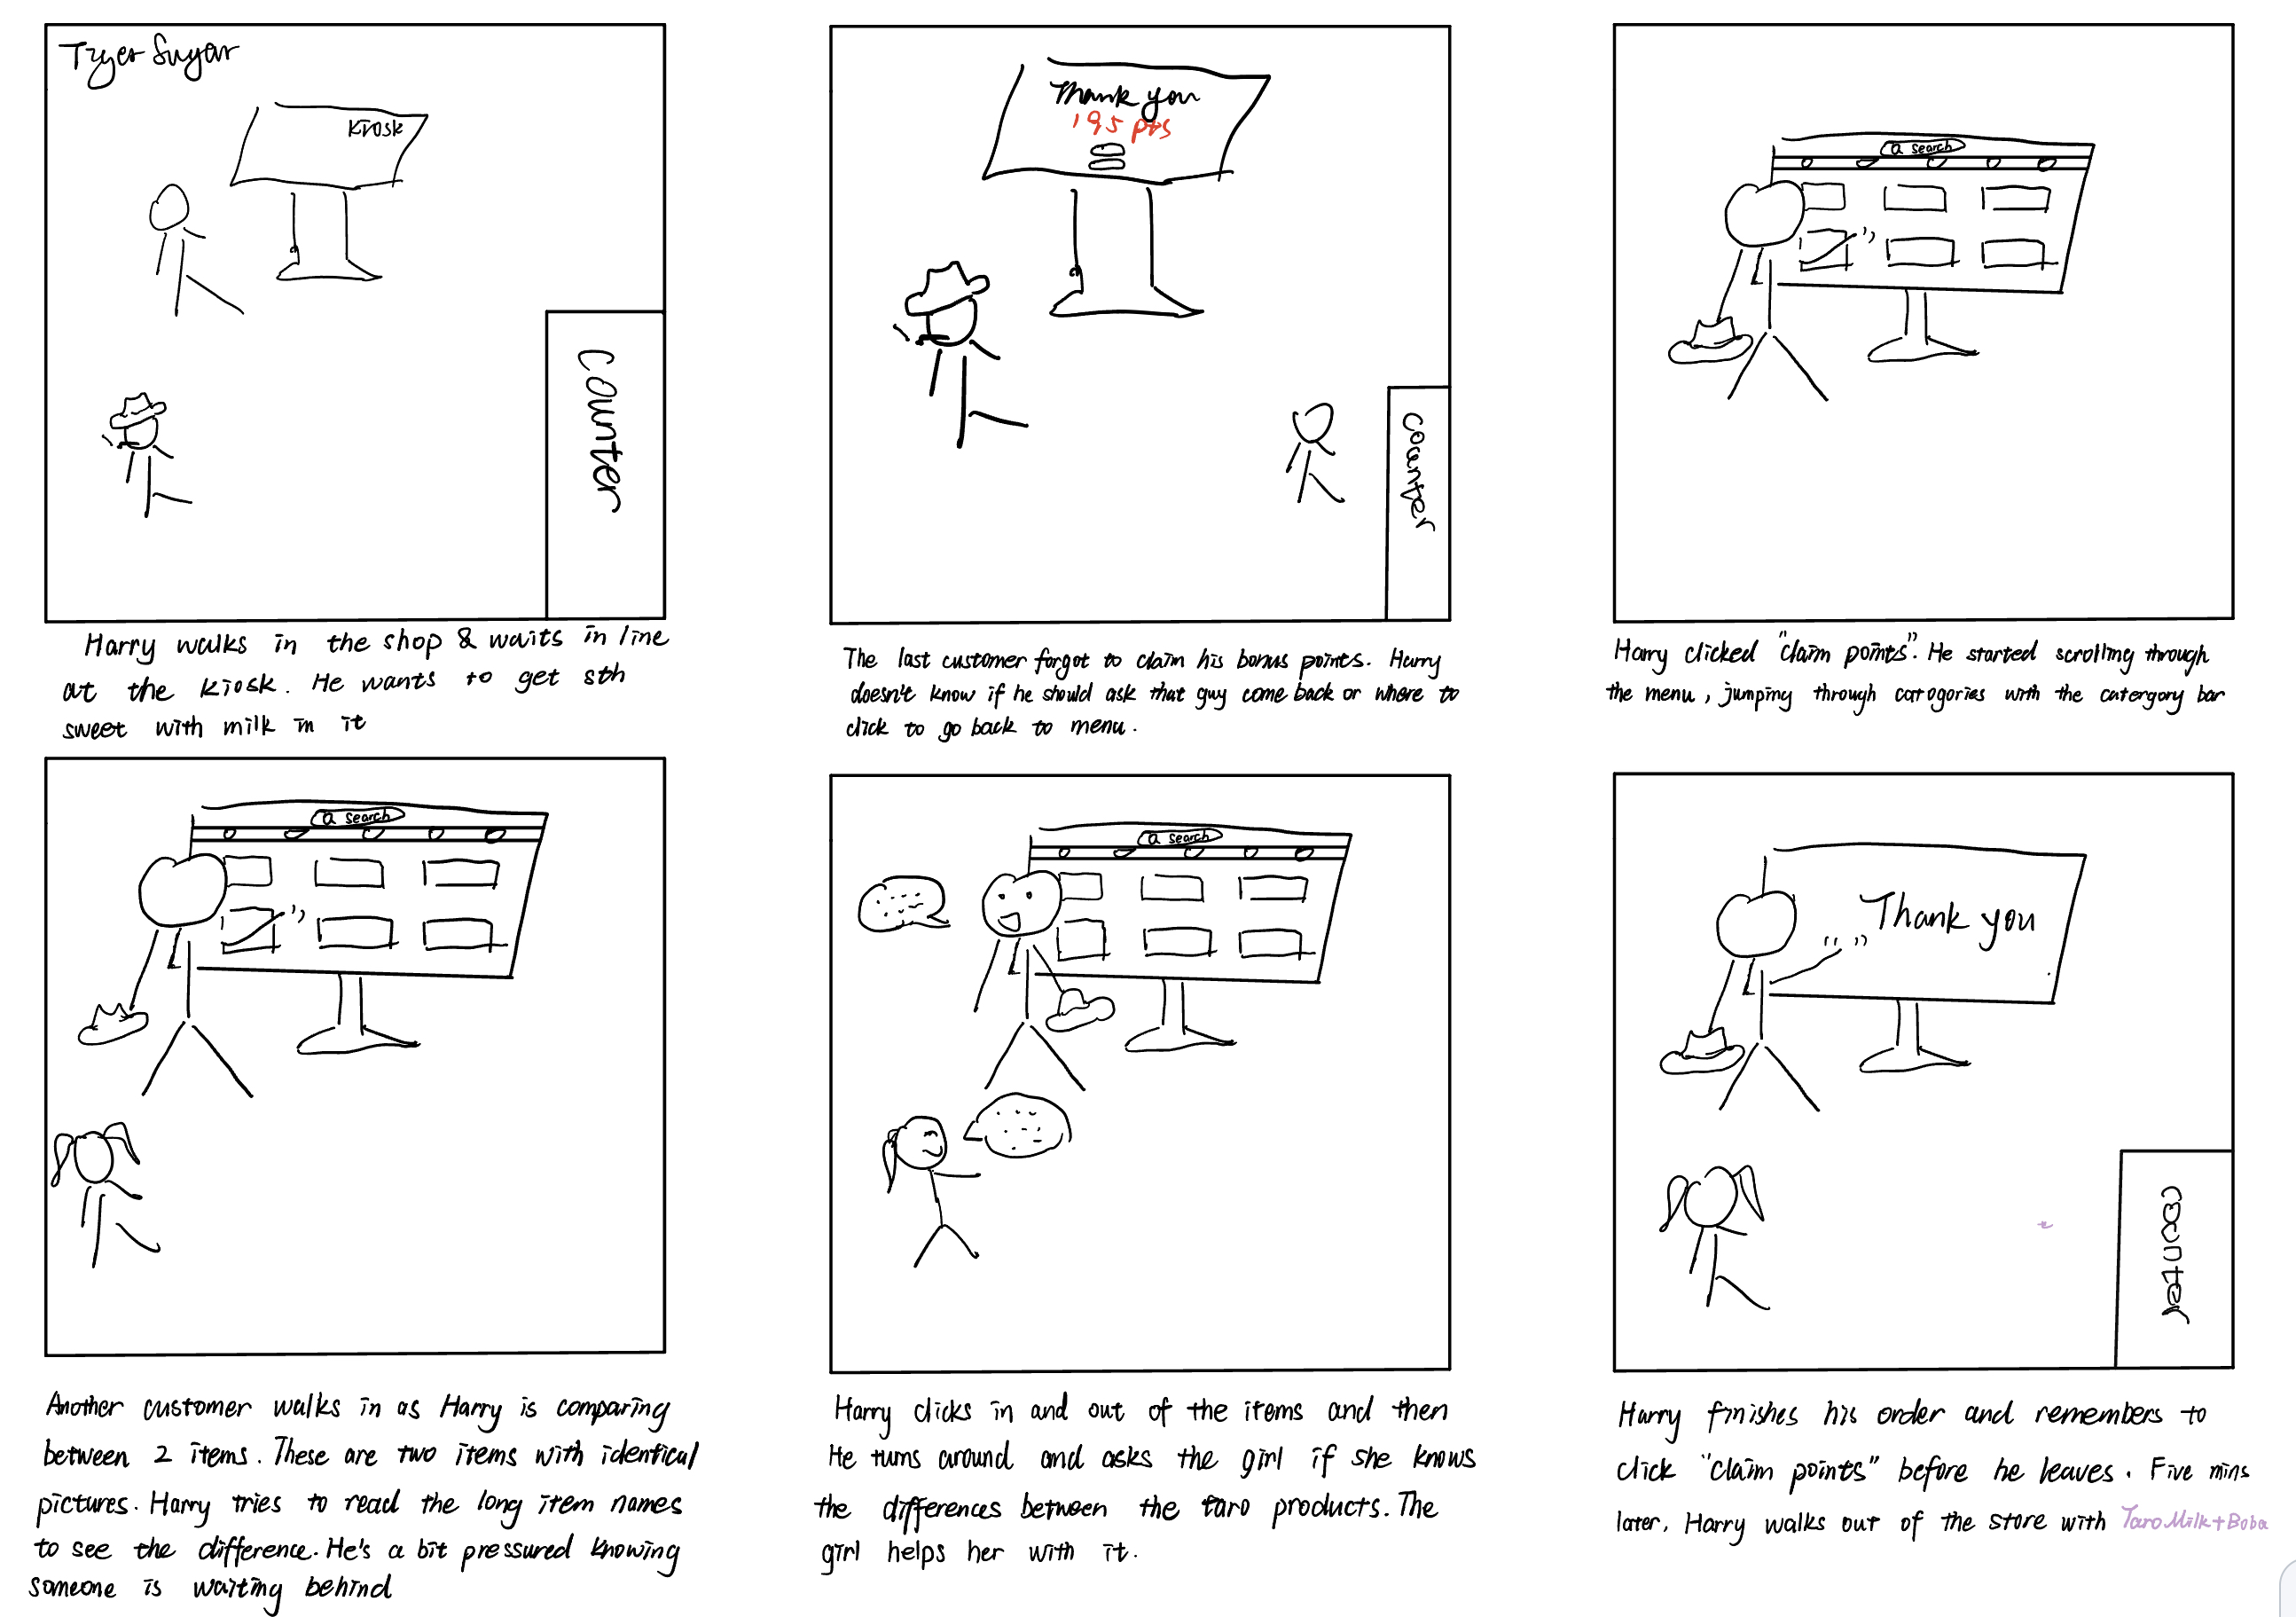 Tyger Sugar
Kiosk
Counter
Harry walks in the shop & waits in line
at the kiosk. He wants to get sth
sweet with milk in it
Thank you
195 pts
Counter
The last customer forgot to claim his bonus points. Harry
doesn't know if he should ask that guy come back or where to
click to go back to menu.
search
Harry clicked "claim points". He started scrolling through
the menu, jumping through catogories with the catergory bar
search
Another customer walks in as Harry is comparing
between 2 items. These are two items with identical
pictures. Harry tries to read the long item names
to see the difference. He's a bit pressured knowing
someone is waiting behind
search
Harry clicks in and out of the items and then
He turns around and asks the girl if she knows
the differences between the taro products. The
girl helps her with it.
Thank you
Counter
Harry finishes his order and remembers to
click "claim points" before he leaves. Five mins
later, Harry walks out of the store with Taro Milk + Boba